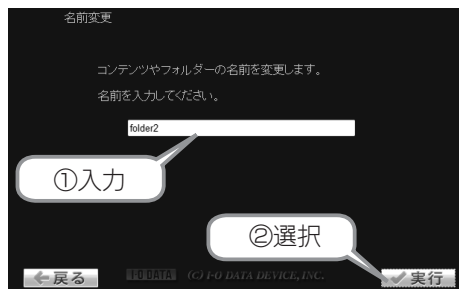 名前変更
コンテンツやフォルダーの名前を変更します。
名前を入力してください。
folder2
①入力
②選択
戻る
I-O DATA (C) I-O DATA DEVICE, INC.
実行